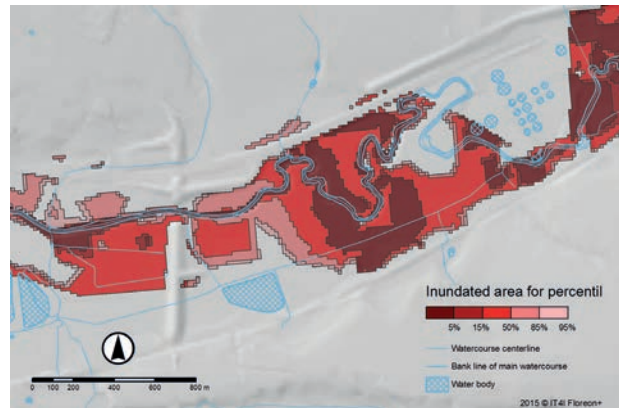 Inundated area for percentil
5% 15% 50% 85% 95%
Watercourse centerline
Bank line of main watercourse
Water body
0 100 200 400 600 800 m
2015 © IT4I Floreon+